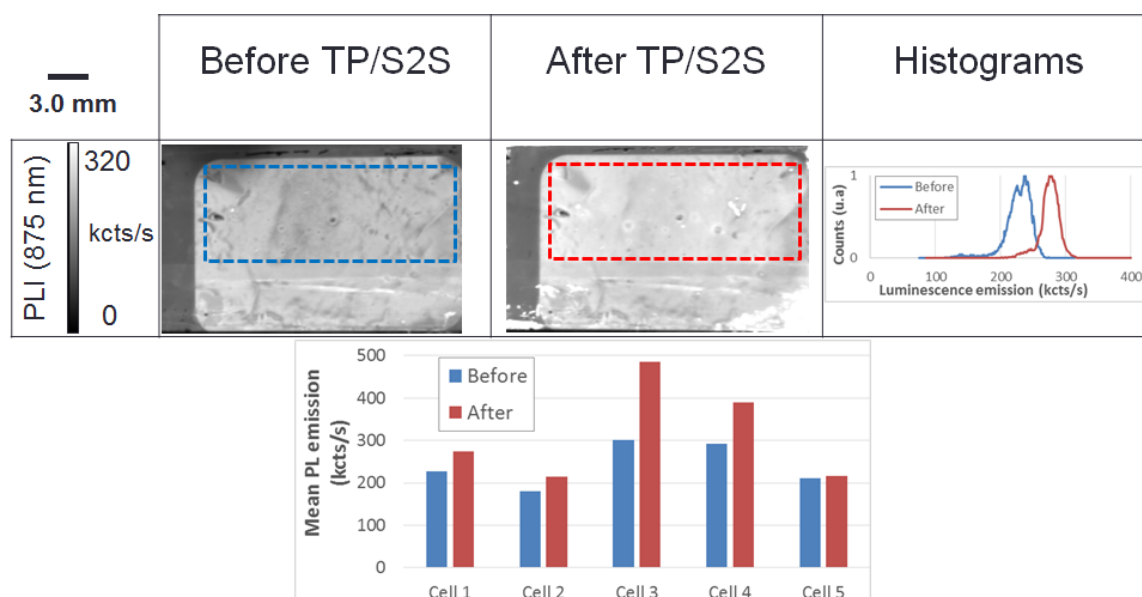 Before TP/S2S
After TP/S2S
Histograms
3.0 mm
PLI (875 nm)
320
kcts/s
0
Counts (u.a)
1
0
Before
After
0
100
200
300
400
Luminescence emission (kcts/s)
Mean PL emission
(kcts/s)
500
400
300
200
100
0
Before
After
Cell 1
Cell 2
Cell 3
Cell 4
Cell 5